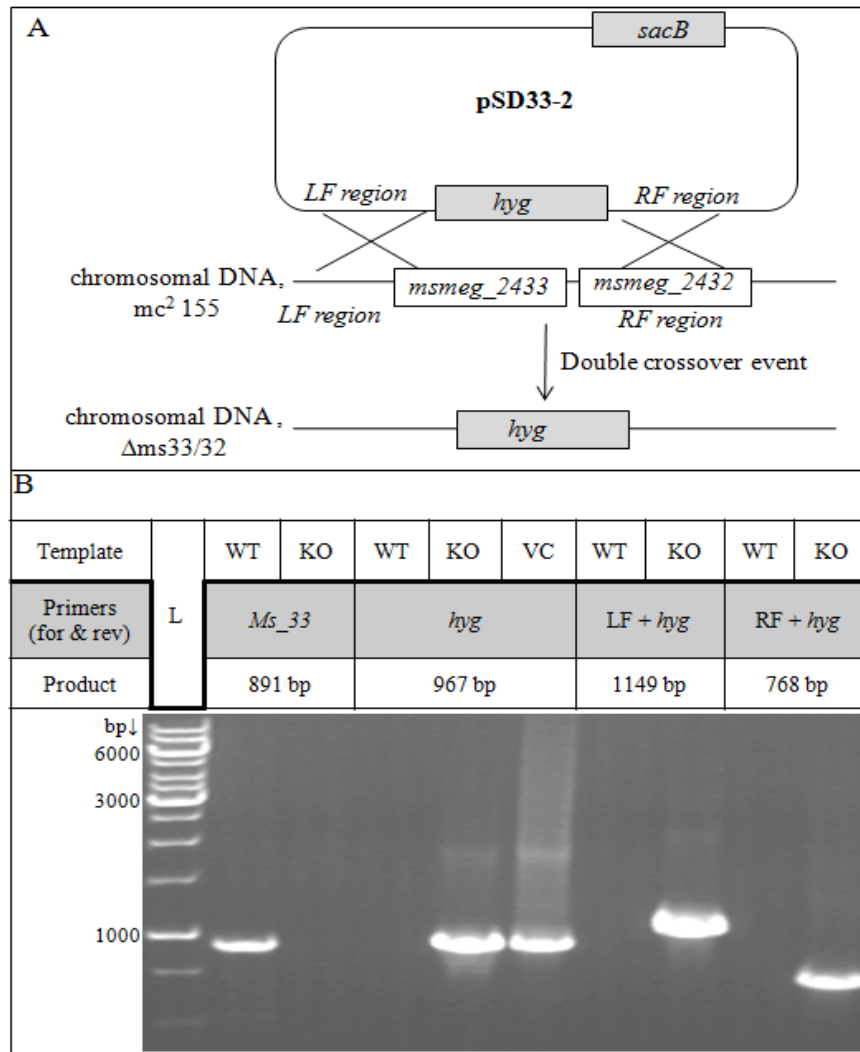 A
sacB
pSD33-2
LF region
hyg
RF region
chromosomal DNA,
mc² 155
msmeg_2433
msmeg_2432
LF region
RF region
Double crossover event
chromosomal DNA ,
Δms33/32
hyg
B
Template L WT KO WT KO VC WT KO WT KO
Primers
(for & rev)
Ms_33 hyg LF + hyg RF + hyg
Product 891 bp 967 bp 1149 bp 768 bp
bp↓
6000
3000
1000